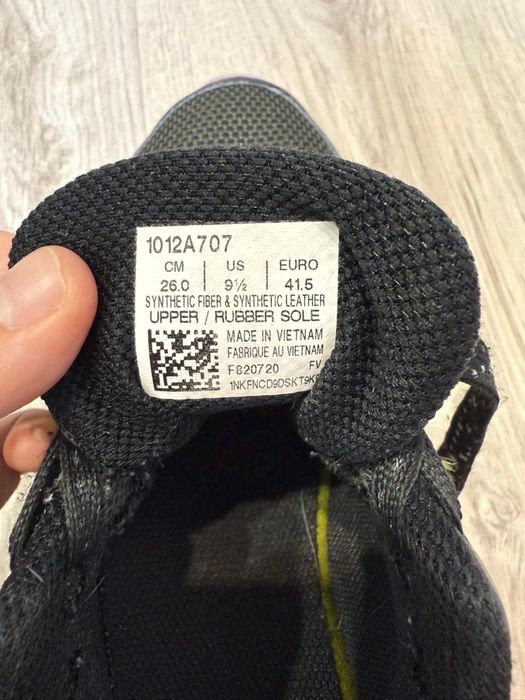 1012A707
CM US EURO
26.0 9½ 41.5
SYNTHETIC FIBER & SYNTHETIC LEATHER
UPPER / RUBBER SOLE
MADE IN VIETNAM
FABRIQUE AU VIETNAM
F820720 FV